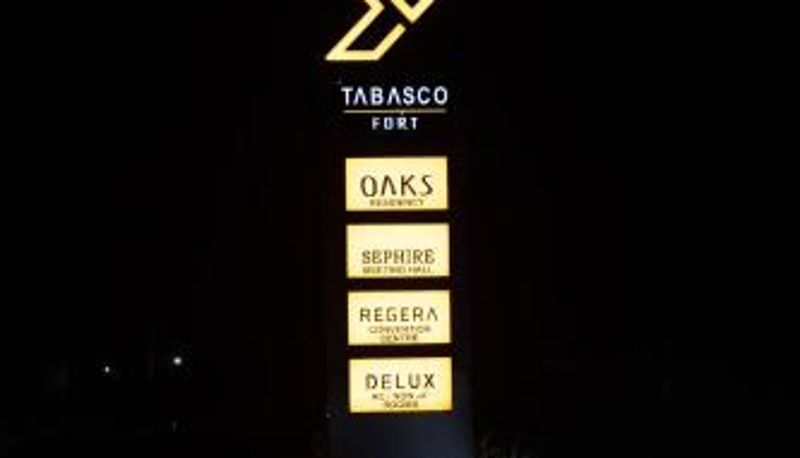 TABASCO
FORT
OAKS
RESIDENCY
SEPHIRE
MEETING HALL
REGERA
CONVENTION
CENTRE
DELUX
ROOMS